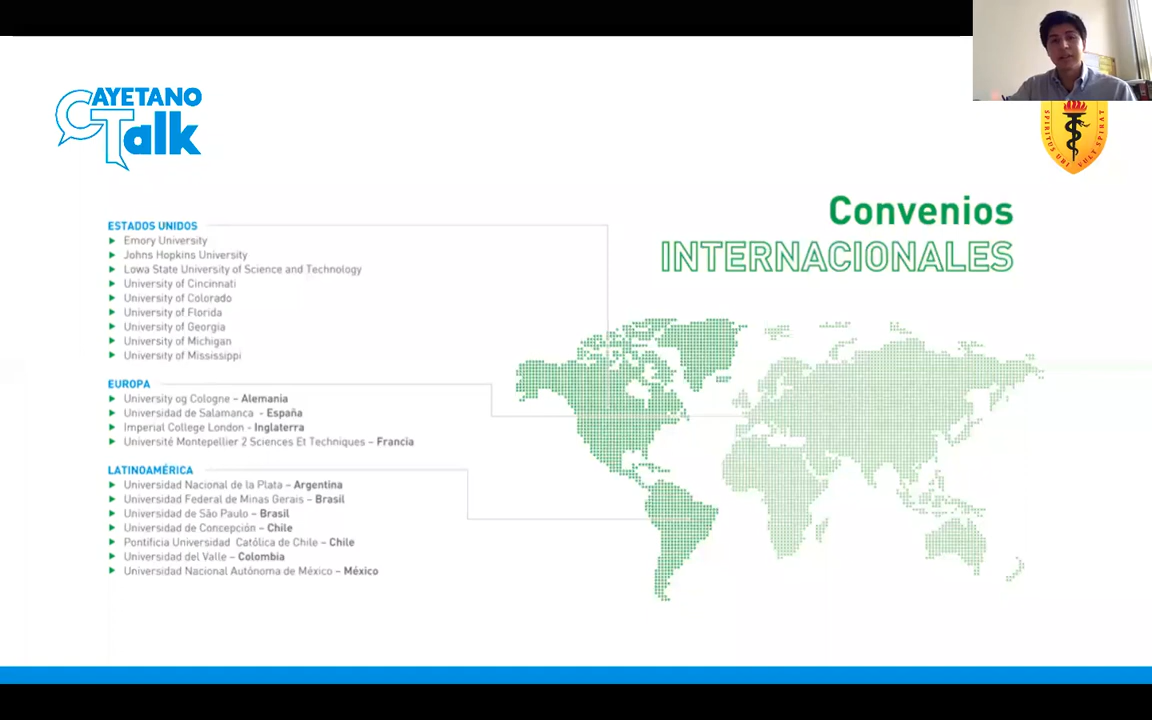 CAYETANO
Talk
SPIRITUS UBI VULT SPIRAT
Convenios
INTERNACIONALES
ESTADOS UNIDOS
Emory University
Johns Hopkins University
Lowa State University of Science and Technology
University of Cincinnati
University of Colorado
University of Florida
University of Georgia
University of Michigan
University of Mississippi
EUROPA
University og Cologne – Alemania
Universidad de Salamanca - España
Imperial College London - Inglaterra
Université Montepellier 2 Sciences Et Techniques – Francia
LATINOAMÉRICA
Universidad Nacional de la Plata – Argentina
Universidad Federal de Minas Gerais – Brasil
Universidad de São Paulo – Brasil
Universidad de Concepción – Chile
Pontificia Universidad Católica de Chile – Chile
Universidad del Valle – Colombia
Universidad Nacional Autónoma de México – México